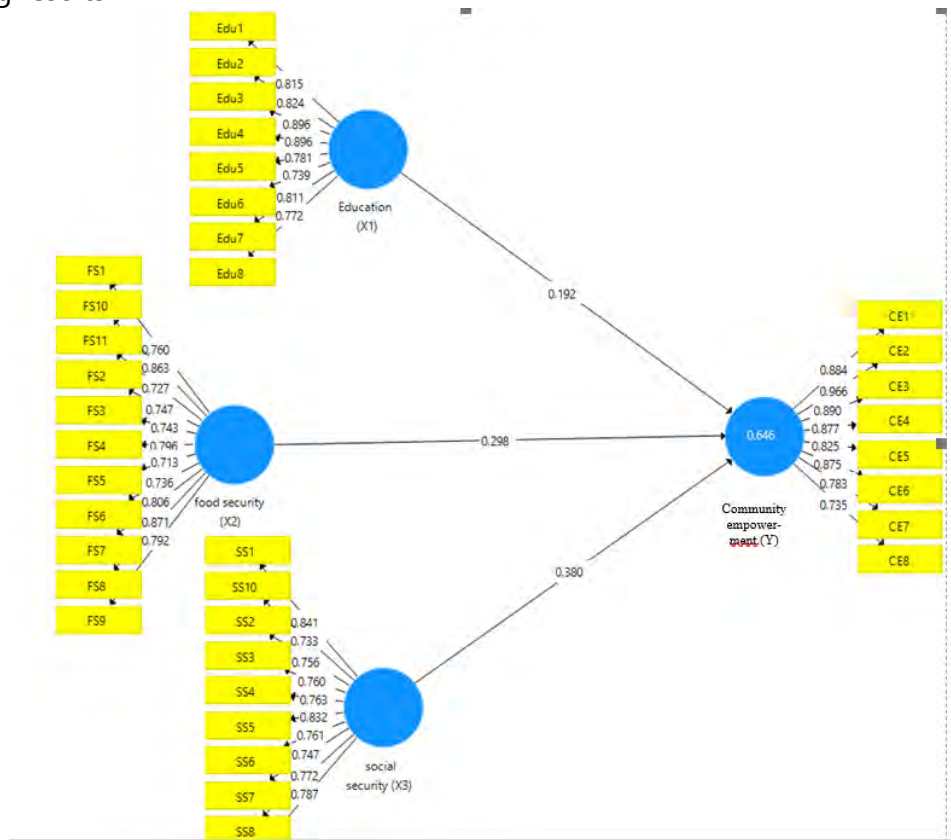 Edu1
Edu2
Edu3
Edu4
Edu5
Edu6
Edu7
Edu8
0.815
0.824
0.896
0.896
0.781
0.739
0.811
0.772
Education
(X1)
0.192
FS1
FS10
FS11
FS2
FS3
FS4
FS5
FS6
FS7
FS8
FS9
0.760
0.863
0.727
0.747
0.743
0.796
0.713
0.736
0.806
0.871
0.792
food security
(X2)
0.298
SS1
SS10
SS2
SS3
SS4
SS5
SS6
SS7
SS8
0.841
0.733
0.756
0.760
0.763
0.832
0.761
0.747
0.772
0.787
social
security (X3)
0.380
0.646
Community
empower-
ment (Y)
0.884
0.966
0.890
0.877
0.825
0.875
0.783
0.735
CE1
CE2
CE3
CE4
CE5
CE6
CE7
CE8